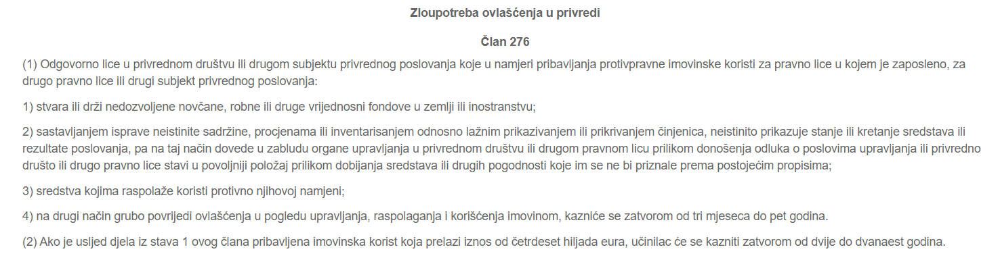 Zloupotreba ovlašćenja u privredi
Član 276
(1) Odgovorno lice u privrednom društvu ili drugom subjektu privrednog poslovanja koje u namjeri pribavljanja protivpravne imovinske koristi za pravno lice u kojem je zaposleno, za
drugo pravno lice ili drugi subjekt privrednog poslovanja:
1) stvara ili drži nedozvoljene novčane, robne ili druge vrijednosni fondove u zemlji ili inostranstvu;
2) sastavljanjem isprave neistinite sadržine, procjenama ili inventarisanjem odnosno lažnim prikazivanjem ili prikrivanjem činjenica, neistinito prikazuje stanje ili kretanje sredstava ili
rezultate poslovanja, pa na taj način dovede u zabludu organe upravljanja u privrednom društvu ili drugom pravnom licu prilikom donošenja odluka o poslovima upravljanja ili privredno
društo ili drugo pravno lice stavi u povoljniji položaj prilikom dobijanja sredstava ili drugih pogodnosti koje im se ne bi priznale prema postojećim propisima;
3) sredstva kojima raspolaže koristi protivno njihovoj namjeni;
4) na drugi način grubo povrijedi ovlašćenja u pogledu upravljanja, raspolaganja i korišćenja imovinom, kazniće se zatvorom od tri mjeseca do pet godina.
(2) Ako je usljed djela iz stava 1 ovog člana pribavljena imovinska korist koja prelazi iznos od četrdeset hiljada eura, učinilac će se kazniti zatvorom od dvije do dvanaest godina.